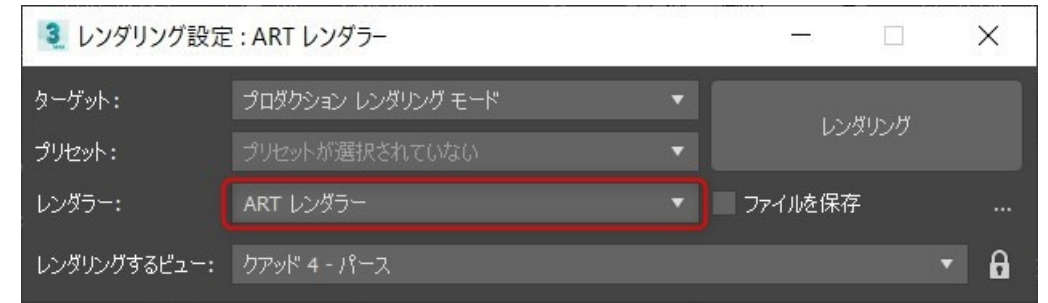 3 レンダリング設定 : ART レンダラー
ターゲット : プロダクション レンダリング モード
レンダリング
プリセット : プリセットが選択されていない
レンダラー : ART レンダラー ファイルを保存 ...
レンダリングするビュー : クアッド 4 - パース